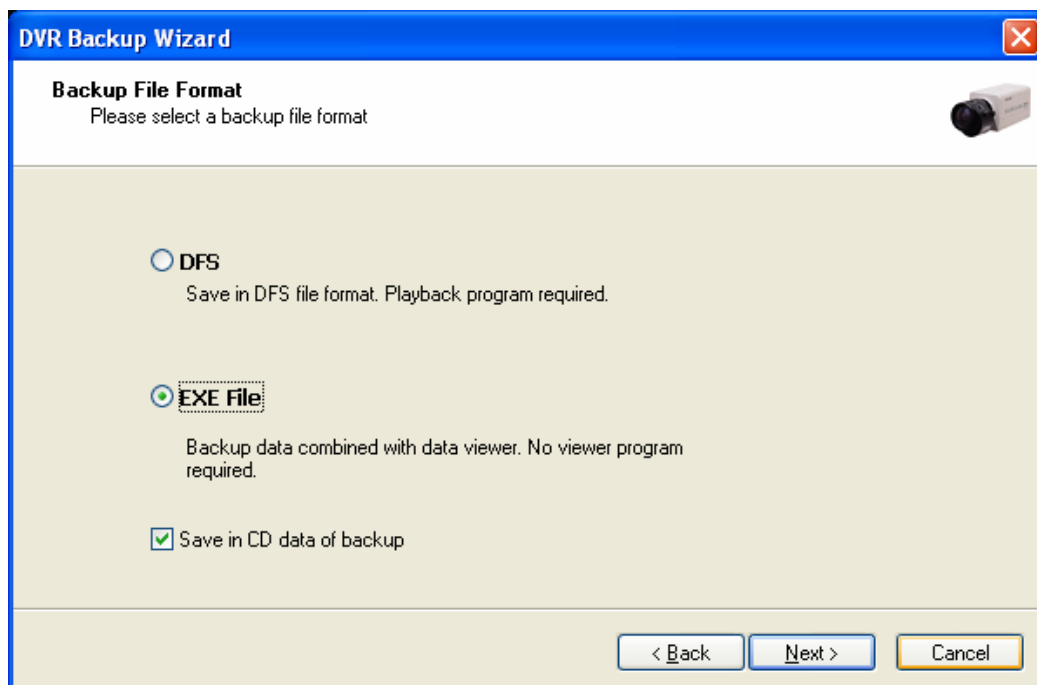 DVR Backup Wizard
Backup File Format
Please select a backup file format
DFS
Save in DFS file format. Playback program required.
EXE File
Backup data combined with data viewer. No viewer program
required.
Save in CD data of backup
< Back
Next >
Cancel